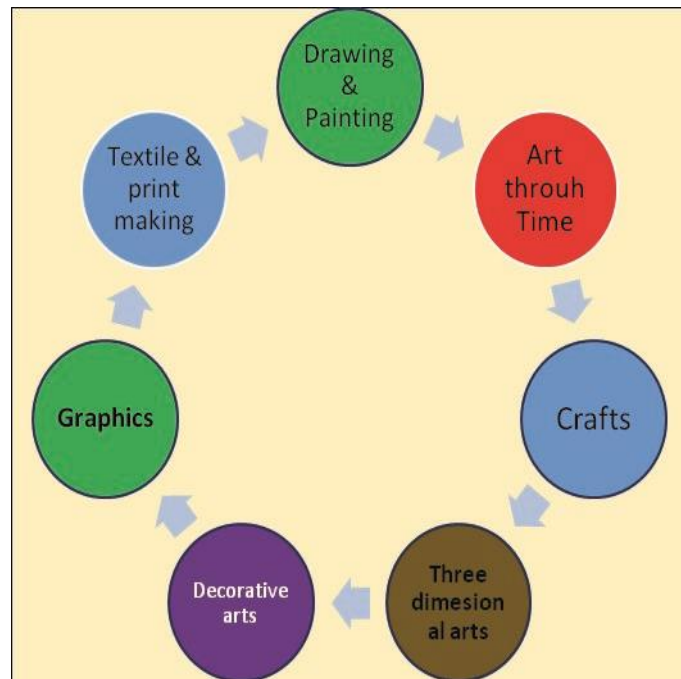 Drawing
&
Painting
Art
throuh
Time
Crafts
Three
dimesion
al arts
Decorative
arts
Graphics
Textile &
print
making